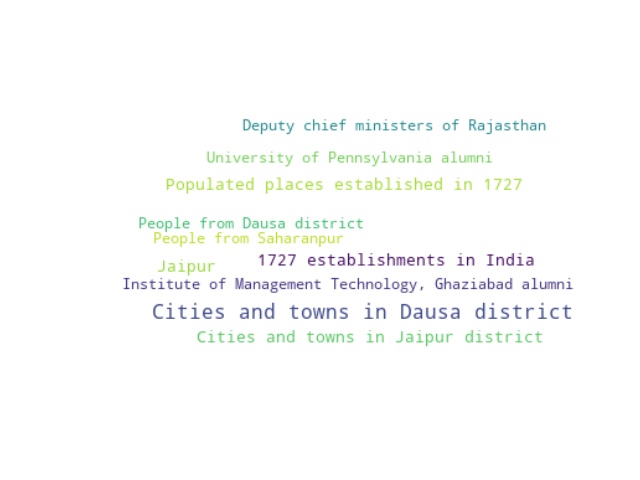 Deputy chief ministers of Rajasthan
University of Pennsylvania alumni
Populated places established in 1727
People from Dausa district
People from Saharanpur
1727 establishments in India
Jaipur
Institute of Management Technology, Ghaziabad alumni
Cities and towns in Dausa district
Cities and towns in Jaipur district